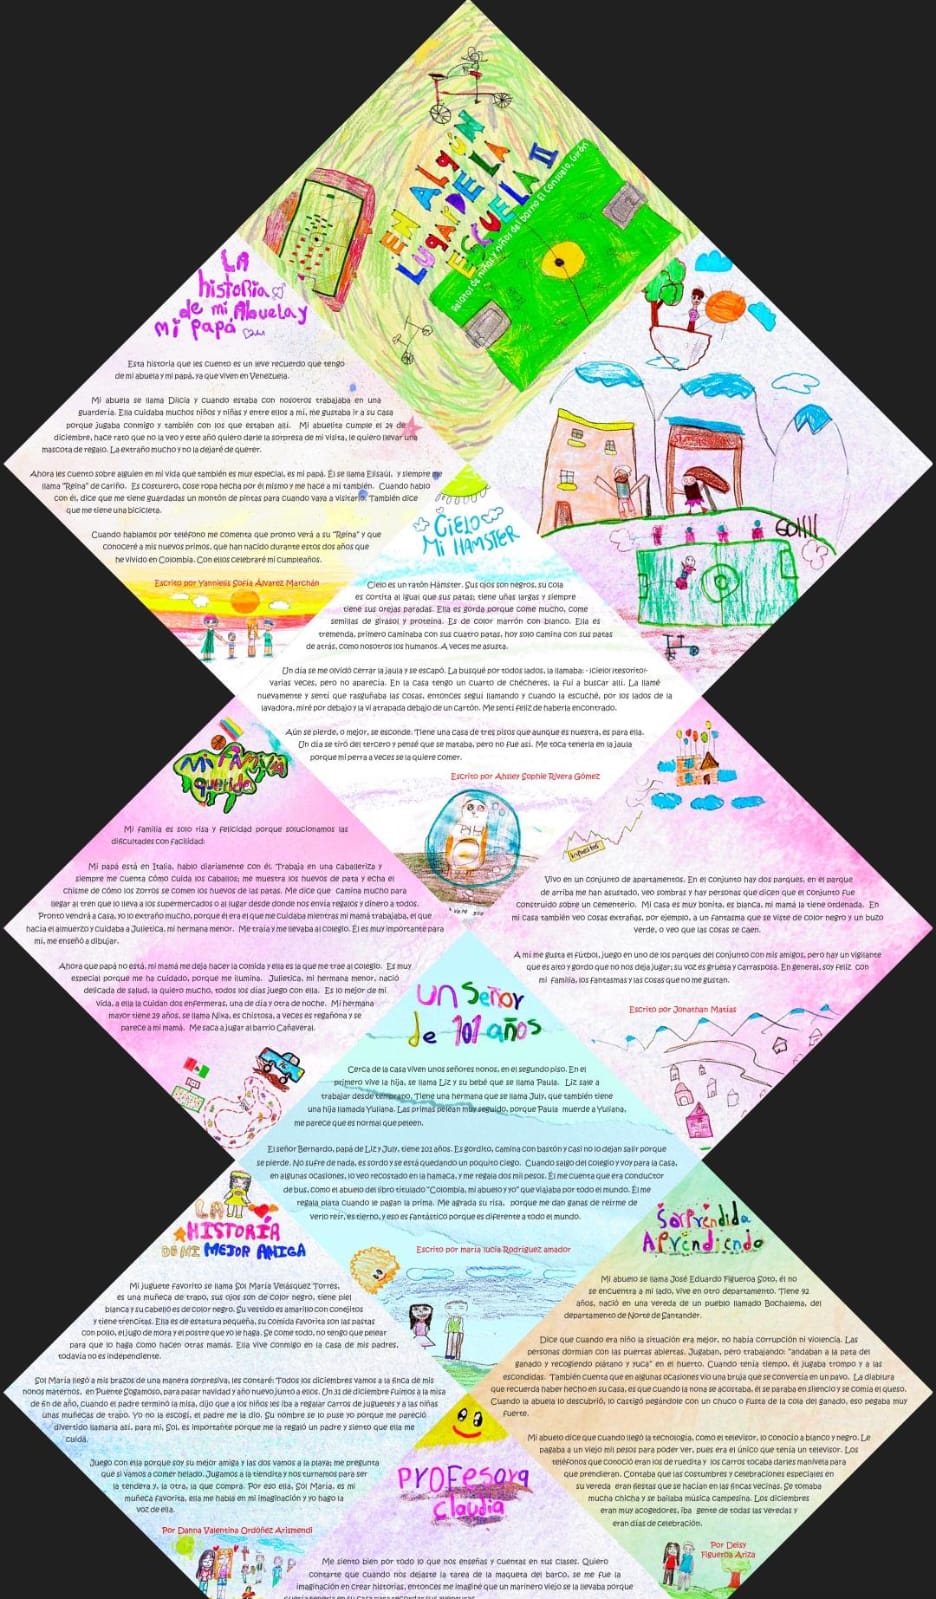 EN ALgÚN
LugAR DE LA
ESCUELA II
Relatos de niñas y niños del barrio El Consuelo, Girón
LA
historia
de mi Abuela y
Mi papá
Esta historia que les cuento es un leve recuerdo que tengo
de mi abuela y mi papá, ya que viven en Venezuela.
Mi abuela se llama Dilcia y cuando estaba con nosotros trabajaba en una
guardería. Ella cuidaba muchos niños y niñas y entre ellos a mí, me gustaba ir a su casa
porque jugaba conmigo y también con los que estaban allí. Mi abuelita cumple el 24 de
diciembre, hace rato que no la veo y este año quiero darle la sorpresa de mi visita, le quiero llevar una
mascota de regalo. La extraño mucho y no la dejaré de querer.
Ahora les cuento sobre alguien en mi vida que también es muy especial, es mi papá. Él se llama Elisaúl, y siempre me
llama "Reina" de cariño. Es costurero, cose ropa hecha por él mismo y me hace a mí también. Cuando hablo
con él, dice que me tiene guardadas un montón de pintas para cuando vaya a visitarlo. También dice
que me tiene una bicicleta.
Cuando hablamos por teléfono me comenta que pronto verá a su "Reina" y que
conoceré a mis nuevos primos, que han nacido durante estos dos años que
he vivido en Colombia. Con ellos celebraré mi cumpleaños.
Escrito por Yannielis Sofía Álvarez Marchán
GOllll
CIELO
Mi HAMSTER
Cielo es un ratón Hámster. Sus ojos son negros, su cola
es cortita al igual que sus patas; tiene uñas largas y siempre
tiene sus orejas paradas. Ella es gorda porque come mucho, come
semillas de girasol y proteína. Es de color marrón con blanco. Ella es
tremenda, primero caminaba con sus cuatro patas, hoy solo camina con sus patas
de atrás, como nosotros los humanos. A veces me asusta.
Un día se me olvidó cerrar la jaula y se escapó. La busqué por todos lados, la llamaba: -¡Cielo! ¡tesorito!-
varias veces, pero no aparecía. En la casa tengo un cuarto de chécheres, la fui a buscar allí. La llamé
nuevamente y sentí que rasguñaba las cosas, entonces seguí llamando y cuando la escuché, por los lados de la
lavadora, miré por debajo y la vi atrapada debajo de un cartón. Me sentí feliz de haberla encontrado.
Aún se pierde, o mejor, se esconde. Tiene una casa de tres pisos que aunque es nuestra, es para ella.
Un día se tiró del tercero y pensé que se mataba, pero no fue así. Me toca tenerla en la jaula
porque mi perra a veces se la quiere comer.
Escrito por Ahsley Sophie Rivera Gómez
Mi FAMiliA
querida
Mi familia es solo risa y felicidad porque solucionamos las
dificultades con facilidad:
Mi papá está en Italia, hablo diariamente con él. Trabaja en una caballeriza y
siempre me cuenta cómo cuida los caballos; me muestra los huevos de pata y echa el
chisme de cómo los zorros se comen los huevos de las patas. Me dice que camina mucho para
llegar al tren que lo lleva a los supermercados o al lugar desde donde nos envía regalos y dinero a todos.
Pronto vendrá a casa, yo lo extraño mucho, porque él era el que me cuidaba mientras mi mamá trabajaba, el que
hacía el almuerzo y cuidaba a Julietica, mi hermana menor. Me traía y me llevaba al colegio. Él es muy importante para
mí, me enseñó a dibujar.
Ahora que papá no está, mi mamá me deja hacer la comida y ella es la que me trae al colegio. Es muy
especial porque me ha cuidado, porque me ilumina. Julietica, mi hermana menor, nació
delicada de salud, la quiero mucho, todos los días juego con ella. Es lo mejor de mi
vida, a ella la cuidan dos enfermeras, una de día y otra de noche. Mi hermana
mayor tiene 29 años, se llama Nixa, es chistosa, a veces es regañona y se
parece a mi mamá. Me saca a jugar al barrio Cañaveral.
Vivo en un conjunto de apartamentos. En el conjunto hay dos parques, en el parque
de arriba me han asustado, veo sombras y hay personas que dicen que el conjunto fue
construido sobre un cementerio. Mi casa es muy bonita, es blanca, mi mamá la tiene ordenada. En
mi casa también veo cosas extrañas, por ejemplo, a un fantasma que se viste de color negro y un buzo
verde, o veo que las cosas se caen.
A mí me gusta el fútbol, juego en uno de los parques del conjunto con mis amigos, pero hay un vigilante
que es alto y gordo que no nos deja jugar; su voz es gruesa y carrasposa. En general, soy feliz con
mi familia, los fantasmas y las cosas que no me gustan.
Escrito por Jonathan Matías
un Señor
de 101 años
Cerca de la casa viven unos señores nonos, en el segundo piso. En el
primero vive la hija, se llama Liz y su bebé que se llama Paula. Liz sale a
trabajar desde temprano. Tiene una hermana que se llama July, que también tiene
una hija llamada Yuliana. Las primas pelean muy seguido, porque Paula muerde a Yuliana,
me parece que es normal que peleen.
El señor Bernardo, papá de Liz y July, tiene 101 años. Es gordito, camina con bastón y casi no lo dejan salir porque
se pierde. No sufre de nada, es sordo y se está quedando un poquito ciego. Cuando salgo del colegio y voy para la casa,
en algunas ocasiones, lo veo recostado en la hamaca, y me regala dos mil pesos. Él me cuenta que era conductor
de bus, como el abuelo del libro titulado "Colombia, mi abuelo y yo" que viajaba por todo el mundo. Él me
regala plata cuando le pagan la prima. Me agrada su risa, porque me dan ganas de reírme de
verlo reír, es tierno, y eso es fantástico porque es diferente a todo el mundo.
Escrito por maría lucía Rodríguez amador
LA
HISTORIA
DE MI MEJOR AMIGA
Mi juguete favorito se llama Sol María Velásquez Torres,
es una muñeca de trapo, sus ojos son de color negro, tiene piel
blanca y su cabello es de color negro. Su vestido es amarillo con conejitos
y tiene trencitas. Ella es de estatura pequeña, su comida favorita son las pastas
con pollo, el jugo de mora y el postre que yo le haga. Se come todo, no tengo que pelear
para que lo haga como hacen otras mamás. Ella vive conmigo en la casa de mis padres,
todavía no es independiente.
Sol María llegó a mis brazos de una manera sorpresiva, les contaré: Todos los diciembres vamos a la finca de mis
nonos maternos, en Puente Sogamoso, para pasar navidad y año nuevo junto a ellos. Un 31 de diciembre fuimos a la misa
de fin de año, cuando el padre terminó la misa, dijo que a los niños les iba a regalar carros de juguetes y a las niñas
unas muñecas de trapo. Yo no la escogí, el padre me la dio. Su nombre se lo puse yo porque me pareció
divertido llamarla así, para mí, Sol, es importante porque me la regaló un padre y siento que ella me
cuida.
Juego con ella porque soy su mejor amiga y las dos vamos a la playa; me pregunta
que si vamos a comer helado. Jugamos a la tiendita y nos turnamos para ser
la tendera y, la otra, la que compra. Por eso ella, Sol María, es mi
muñeca favorita, ella me habla en mi imaginación y yo hago la
voz de ella.
Por Danna Valentina Ordóñez Arismendi
Sorprendida
Aprendiendo
Mi abuelo se llama José Eduardo Figueroa Soto, él no
se encuentra a mi lado, vive en otro departamento. Tiene 92
años, nació en una vereda de un pueblo llamado Bochalema, del
departamento de Norte de Santander.
Dice que cuando era niño la situación era mejor, no había corrupción ni violencia. Las
personas dormían con las puertas abiertas. Jugaban, pero trabajando: "andaban a la pata del
ganado y recogiendo plátano y yuca" en el huerto. Cuando tenía tiempo, él jugaba trompo y a las
escondidas. También cuenta que en algunas ocasiones vio una bruja que se convertía en un pavo. La diablura
que recuerda haber hecho en su casa, es que cuando la nona se acostaba, él se paraba en silencio y se comía el queso.
Cuando la abuela lo descubrió, lo castigó pegándole con un chuco o fusta de la cola del ganado, eso pegaba muy
fuerte.
Mi abuelo dice que cuando llegó la tecnología, como el televisor, lo conoció a blanco y negro. Le
pagaba a un viejo mil pesos para poder ver, pues era el único que tenía un televisor. Los
teléfonos que conoció eran los de ruedita y los carros tocaba darles manivela para
que prendieran. Contaba que las costumbres y celebraciones especiales en
su vereda eran fiestas que se hacían en las fincas vecinas. Se tomaba
mucha chicha y se bailaba música campesina. Los diciembres
eran muy acogedores, iba gente de todas las veredas y
eran días de celebración.
Por Deisy
Figueroa Ariza
PROFesora
Claudia
Me siento bien por todo lo que nos enseñas y cuentas en tus clases. Quiero
contarte que cuando nos dejaste la tarea de la maqueta del barco, se me fue la
imaginación en crear historias, entonces me imaginé que un marinero viejo se la llevaba porque